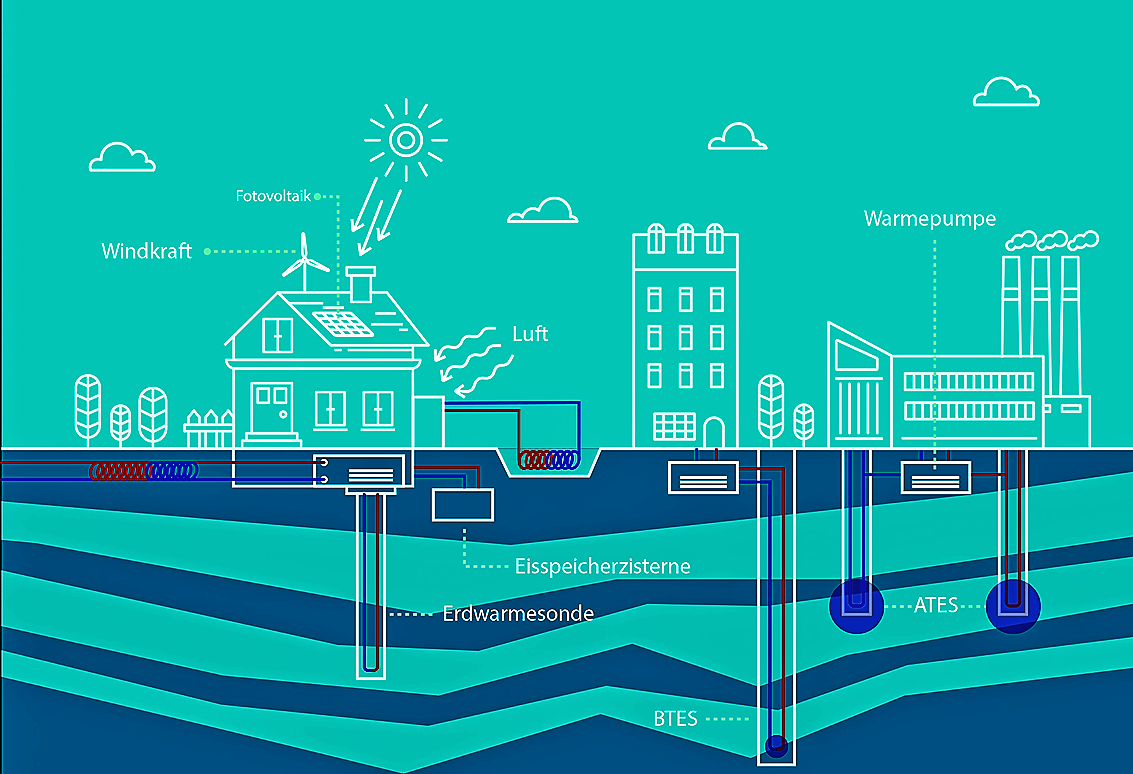 Fotovoltaik
Warmepumpe
Windkraft
Luft
Eisspeicherzisterne
ATES
Erdwarmesonde
BTES